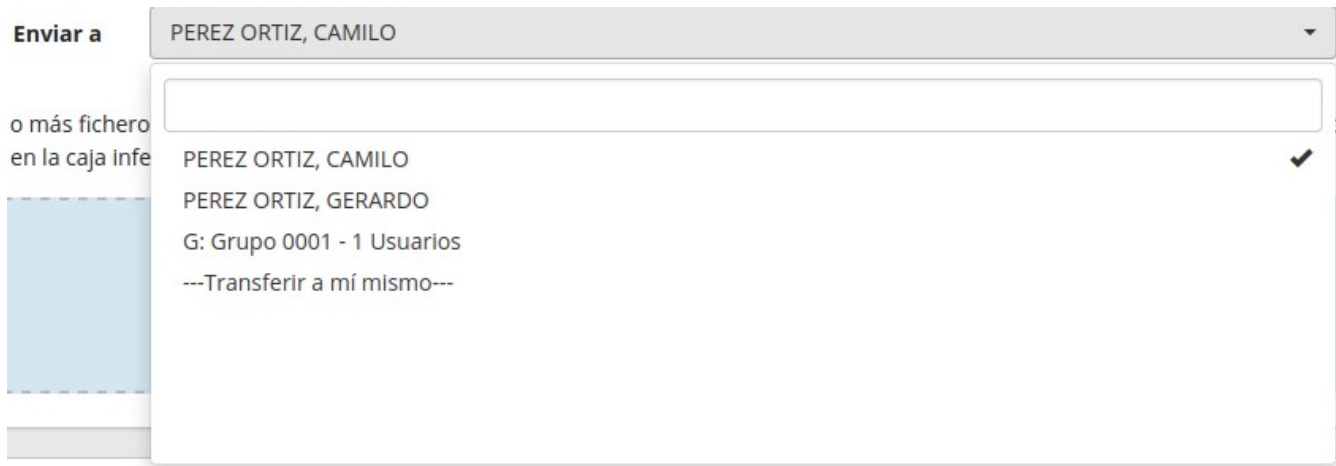 Enviar a PEREZ ORTIZ, CAMILO
o más fichero
en la caja infe
PEREZ ORTIZ, CAMILO
PEREZ ORTIZ, GERARDO
G: Grupo 0001 - 1 Usuarios
---Transferir a mí mismo---